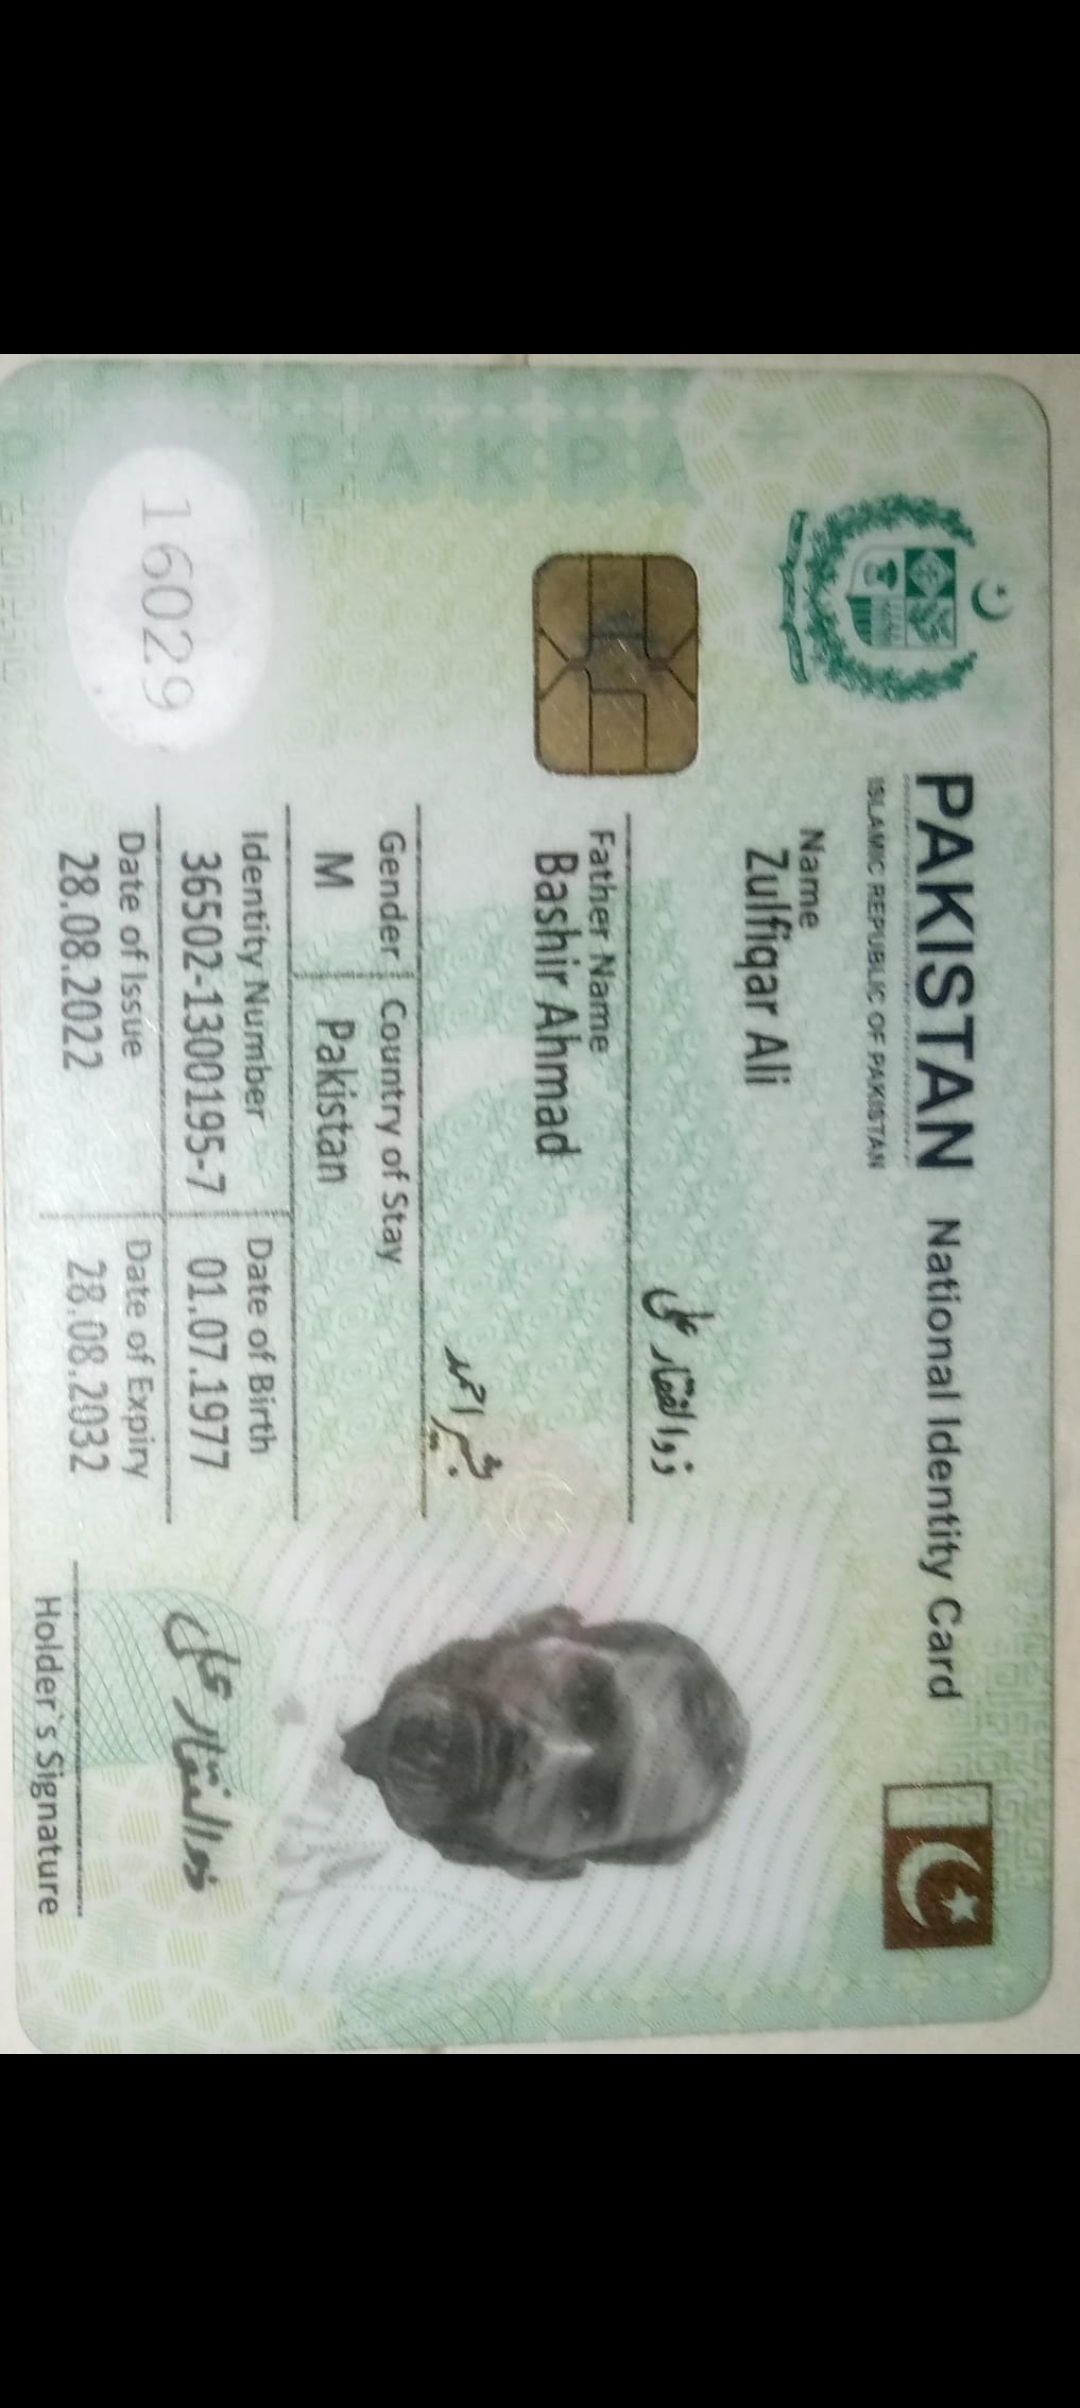 PAKISTAN National Identity Card
ISLAMIC REPUBLIC OF PAKISTAN
Name
Zulfiqar Ali
ذوالفقار علی
Father Name
Bashir Ahmad
بشیر احمد
Gender Country of Stay
M Pakistan
Identity Number Date of Birth
36502-1300195-7 01.07.1977
Date of Issue Date of Expiry
28.08.2022 28.08.2032
16029
ذوالفقار علی
Holder's Signature
PAKPA